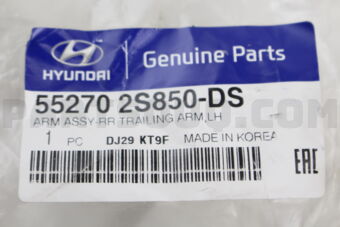 HYUNDAI
Genuine Parts
55270 2S850-DS
ARM ASSY-RR TRAILING ARM,LH
1 PC DJ29 KT9F MADE IN KOREA
EAC